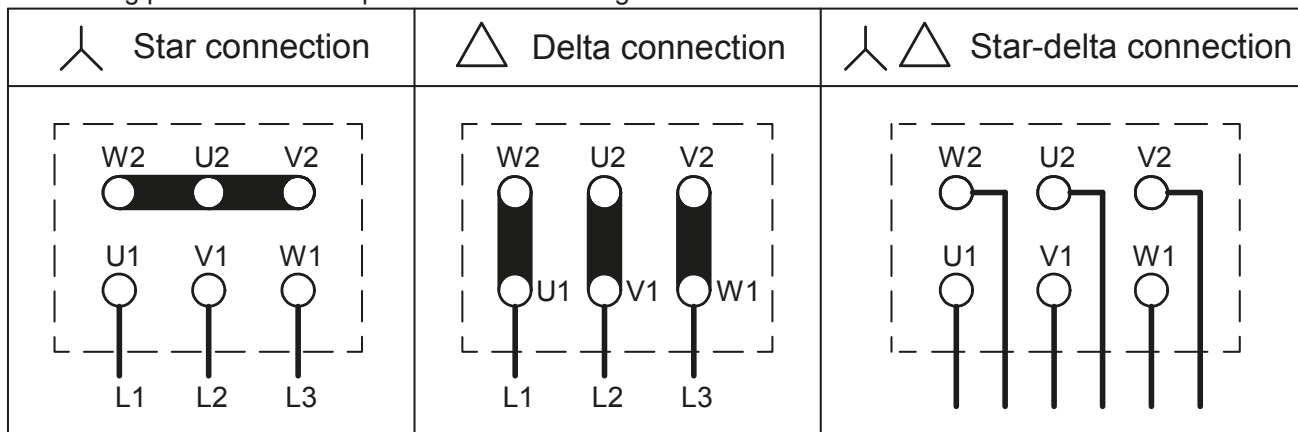 Star connection
Delta connection
Star-delta connection
W2 U2 V2
U1 V1 W1
L1 L2 L3
W2 U2 V2
U1 V1 W1
L1 L2 L3
W2 U2 V2
U1 V1 W1